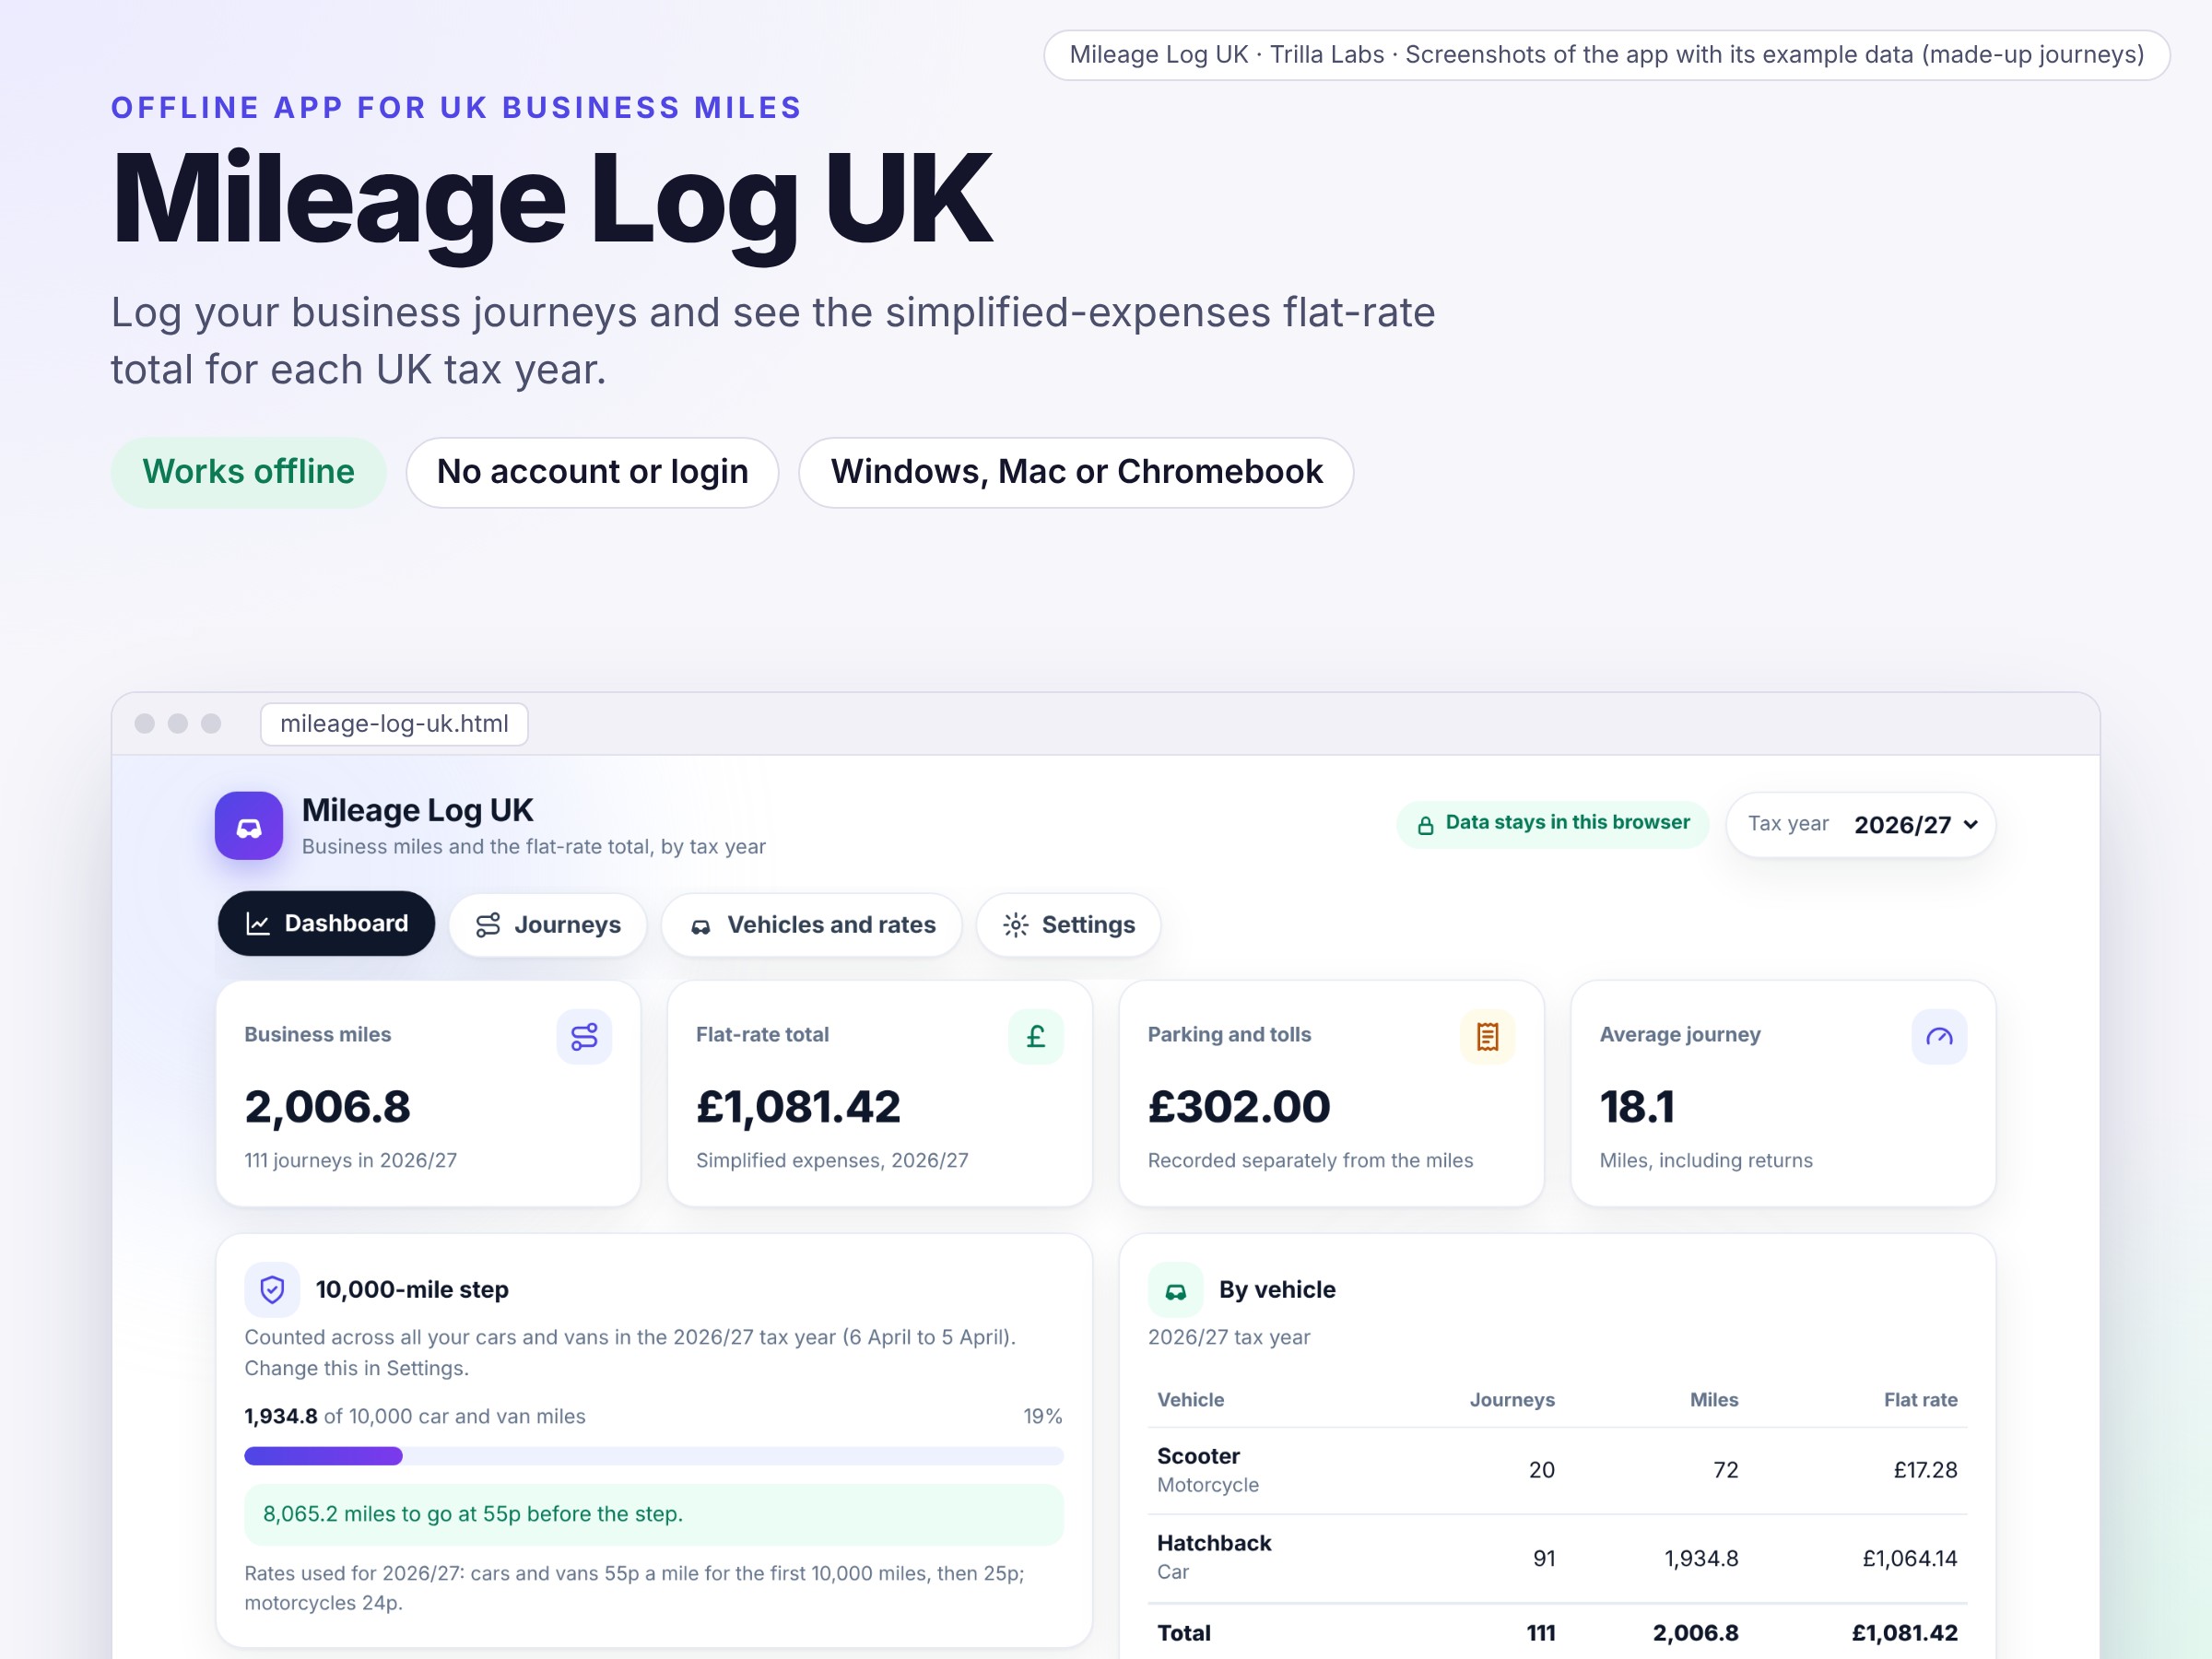 Mileage Log UK · Trilla Labs · Screenshots of the app with its example data (made-up journeys)
OFFLINE APP FOR UK BUSINESS MILES
Mileage Log UK
Log your business journeys and see the simplified-expenses flat-rate
total for each UK tax year.
Works offline
No account or login
Windows, Mac or Chromebook
mileage-log-uk.html
Mileage Log UK
Business miles and the flat-rate total, by tax year
Data stays in this browser
Tax year 2026/27
Dashboard
Journeys
Vehicles and rates
Settings
Business miles
2,006.8
111 journeys in 2026/27
Flat-rate total
£
£1,081.42
Simplified expenses, 2026/27
Parking and tolls
£302.00
Recorded separately from the miles
Average journey
18.1
Miles, including returns
10,000-mile step
Counted across all your cars and vans in the 2026/27 tax year (6 April to 5 April).
Change this in Settings.
1,934.8 of 10,000 car and van miles 19%
8,065.2 miles to go at 55p before the step.
Rates used for 2026/27: cars and vans 55p a mile for the first 10,000 miles, then 25p;
motorcycles 24p.
By vehicle
2026/27 tax year
Vehicle Journeys Miles Flat rate
Scooter
Motorcycle
20 72 £17.28
Hatchback
Car
91 1,934.8 £1,064.14
Total 111 2,006.8 £1,081.42